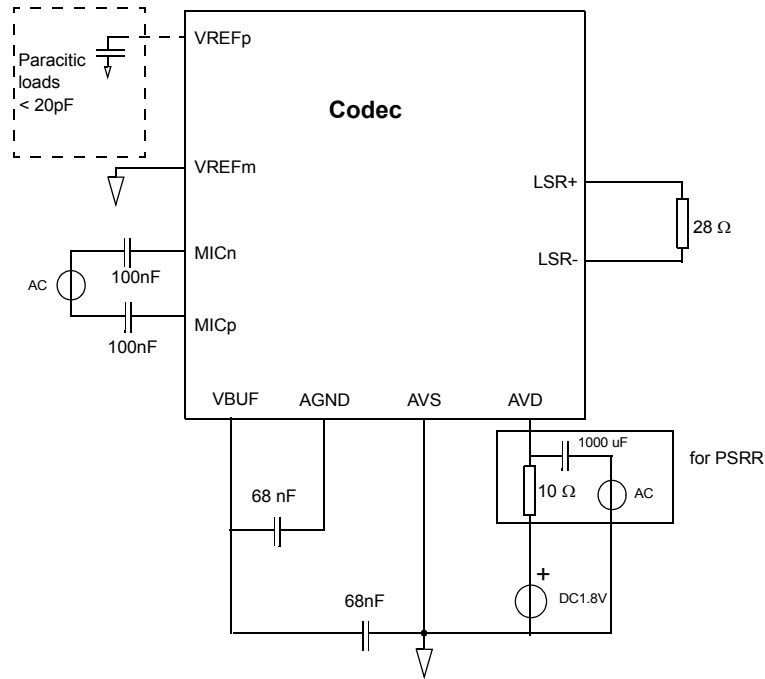 VREFp
Paracitic
loads
< 20pF
Codec
VREFm
LSR+
28 Ω
MICn
LSR-
100nF
AC
MICp
100nF
VBUF
AGND
AVS
AVD
1000 uF
for PSRR
68 nF
10 Ω
AC
+
DC1.8V
68nF